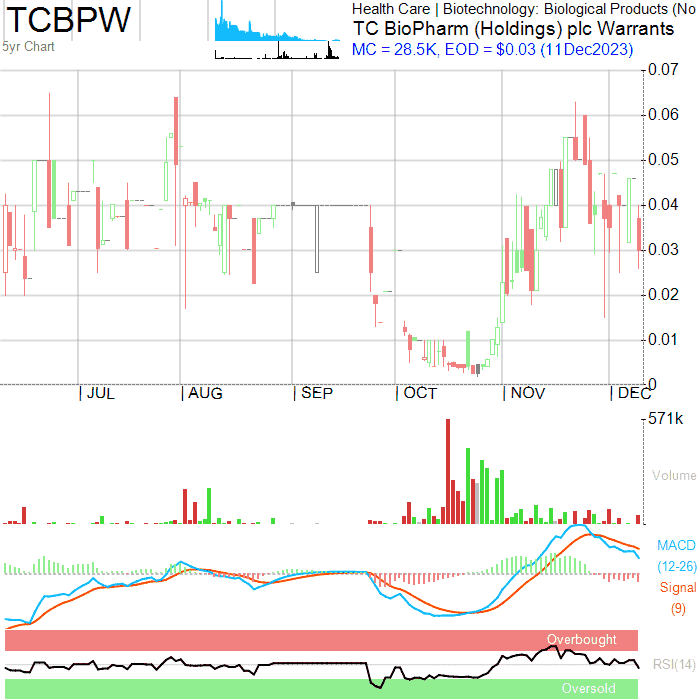 TCBPW
5yr Chart
Health Care | Biotechnology: Biological Products (No
TC BioPharm (Holdings) plc Warrants
MC = 28.5K, EOD = $0.03 (11Dec2023)
0.07
0.06
0.05
0.04
0.03
0.02
0.01
0
JUL AUG SEP OCT NOV DEC
571k
Volume
MACD
(12-26)
Signal
(9)
Overbought
RSI(14)
Oversold